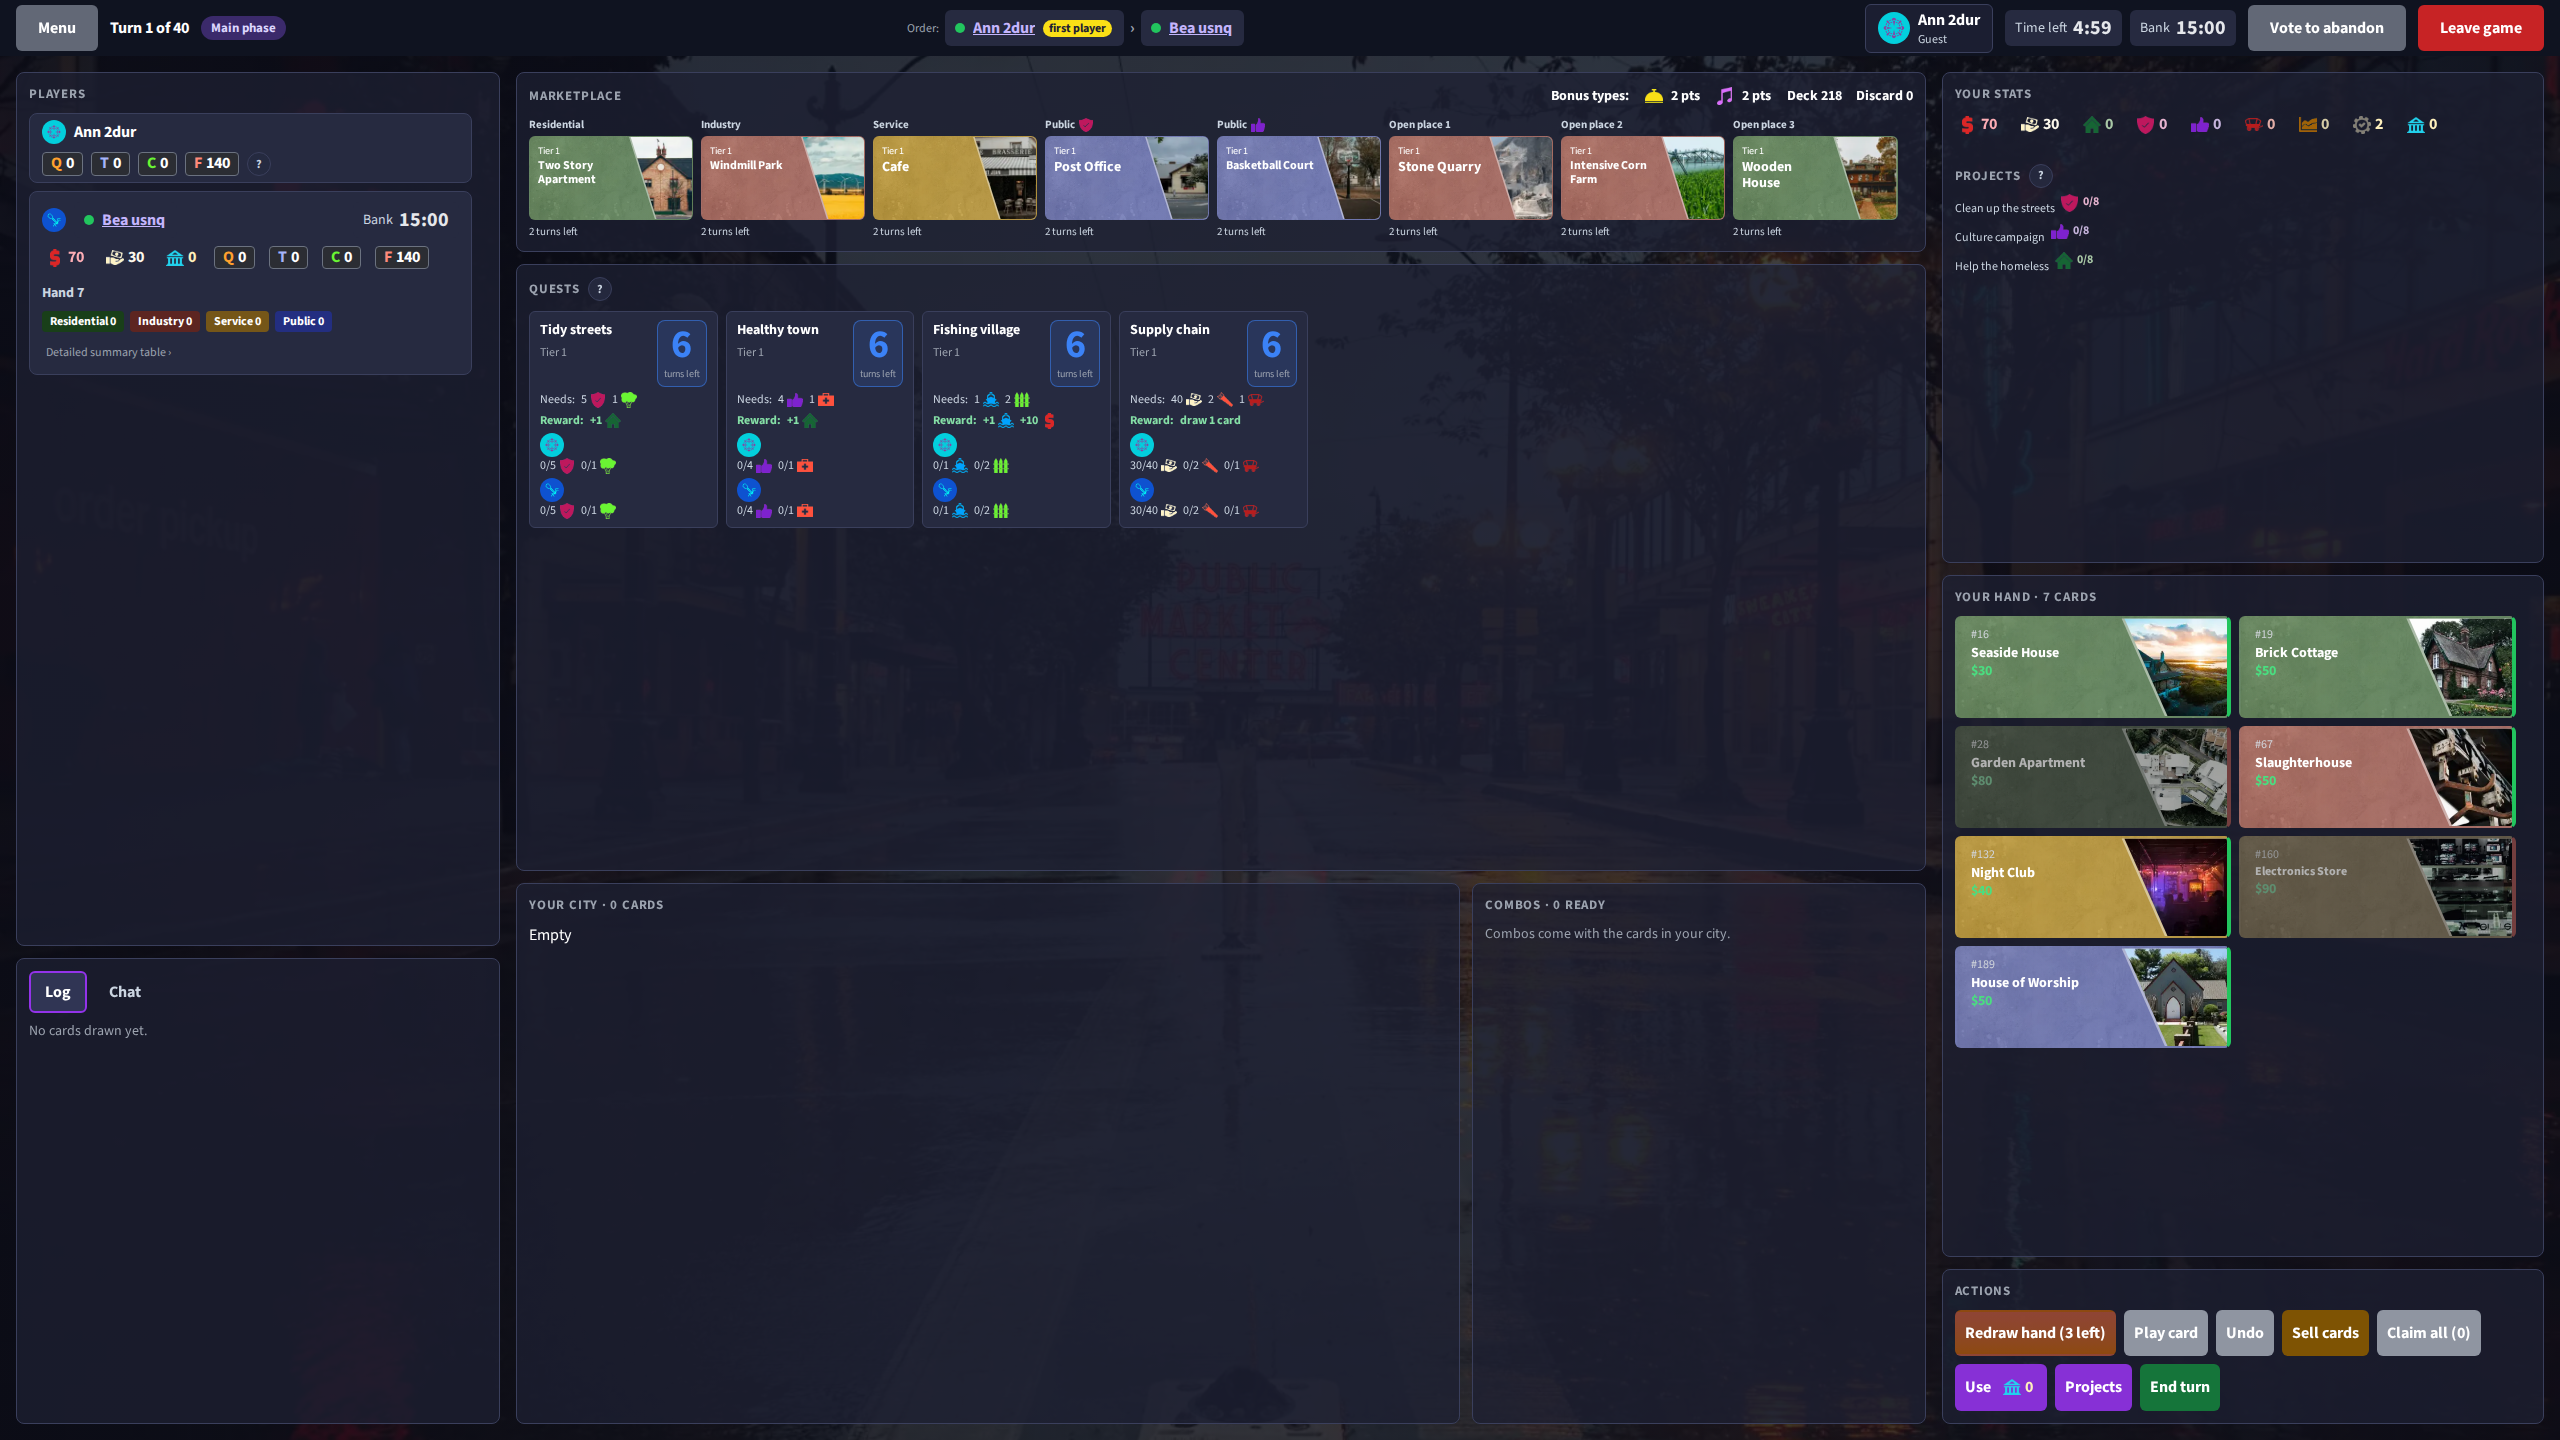 Menu
Turn 1 of 40
Main phase
Order:
Ann 2dur
first player
›
Bea usnq
Ann 2dur
Guest
Time left 4:59
Bank 15:00
Vote to abandon
Leave game
PLAYERS
Ann 2dur
Q 0
T 0
C 0
F 140
?
Bea usnq
Bank 15:00
70
30
0
Q 0
T 0
C 0
F 140
Hand 7
Residential 0
Industry 0
Service 0
Public 0
Detailed summary table ›
Log
Chat
No cards drawn yet.
MARKETPLACE
Bonus types:
2 pts
2 pts
Deck 218
Discard 0
Residential
Tier 1
Two Story
Apartment
2 turns left
Industry
Tier 1
Windmill Park
2 turns left
Service
Tier 1
Cafe
BRASSERIE
2 turns left
Public
Tier 1
Post Office
2 turns left
Public
Tier 1
Basketball Court
2 turns left
Open place 1
Tier 1
Stone Quarry
2 turns left
Open place 2
Tier 1
Intensive Corn
Farm
2 turns left
Open place 3
Tier 1
Wooden
House
2 turns left
QUESTS ?
Tidy streets
Tier 1
6
turns left
Needs: 5 1
Reward: +1
0/5 0/1
0/5 0/1
Healthy town
Tier 1
6
turns left
Needs: 4 1
Reward: +1
0/4 0/1
0/4 0/1
Fishing village
Tier 1
6
turns left
Needs: 1 2
Reward: +1 +10
0/1 0/2
0/1 0/2
Supply chain
Tier 1
6
turns left
Needs: 40 2 1
Reward: draw 1 card
30/40 0/2 0/1
30/40 0/2 0/1
PUBLIC
MARKET
CENTER
YOUR CITY · 0 CARDS
Empty
COMBOS · 0 READY
Combos come with the cards in your city.
YOUR STATS
70
30
0
0
0
0
0
2
0
PROJECTS ?
Clean up the streets 0/8
Culture campaign 0/8
Help the homeless 0/8
YOUR HAND · 7 CARDS
#16
Seaside House
$30
#19
Brick Cottage
$50
#28
Garden Apartment
$80
#67
Slaughterhouse
$50
#132
Night Club
$40
#160
Electronics Store
$90
#189
House of Worship
$50
ACTIONS
Redraw hand (3 left)
Play card
Undo
Sell cards
Claim all (0)
Use 0
Projects
End turn